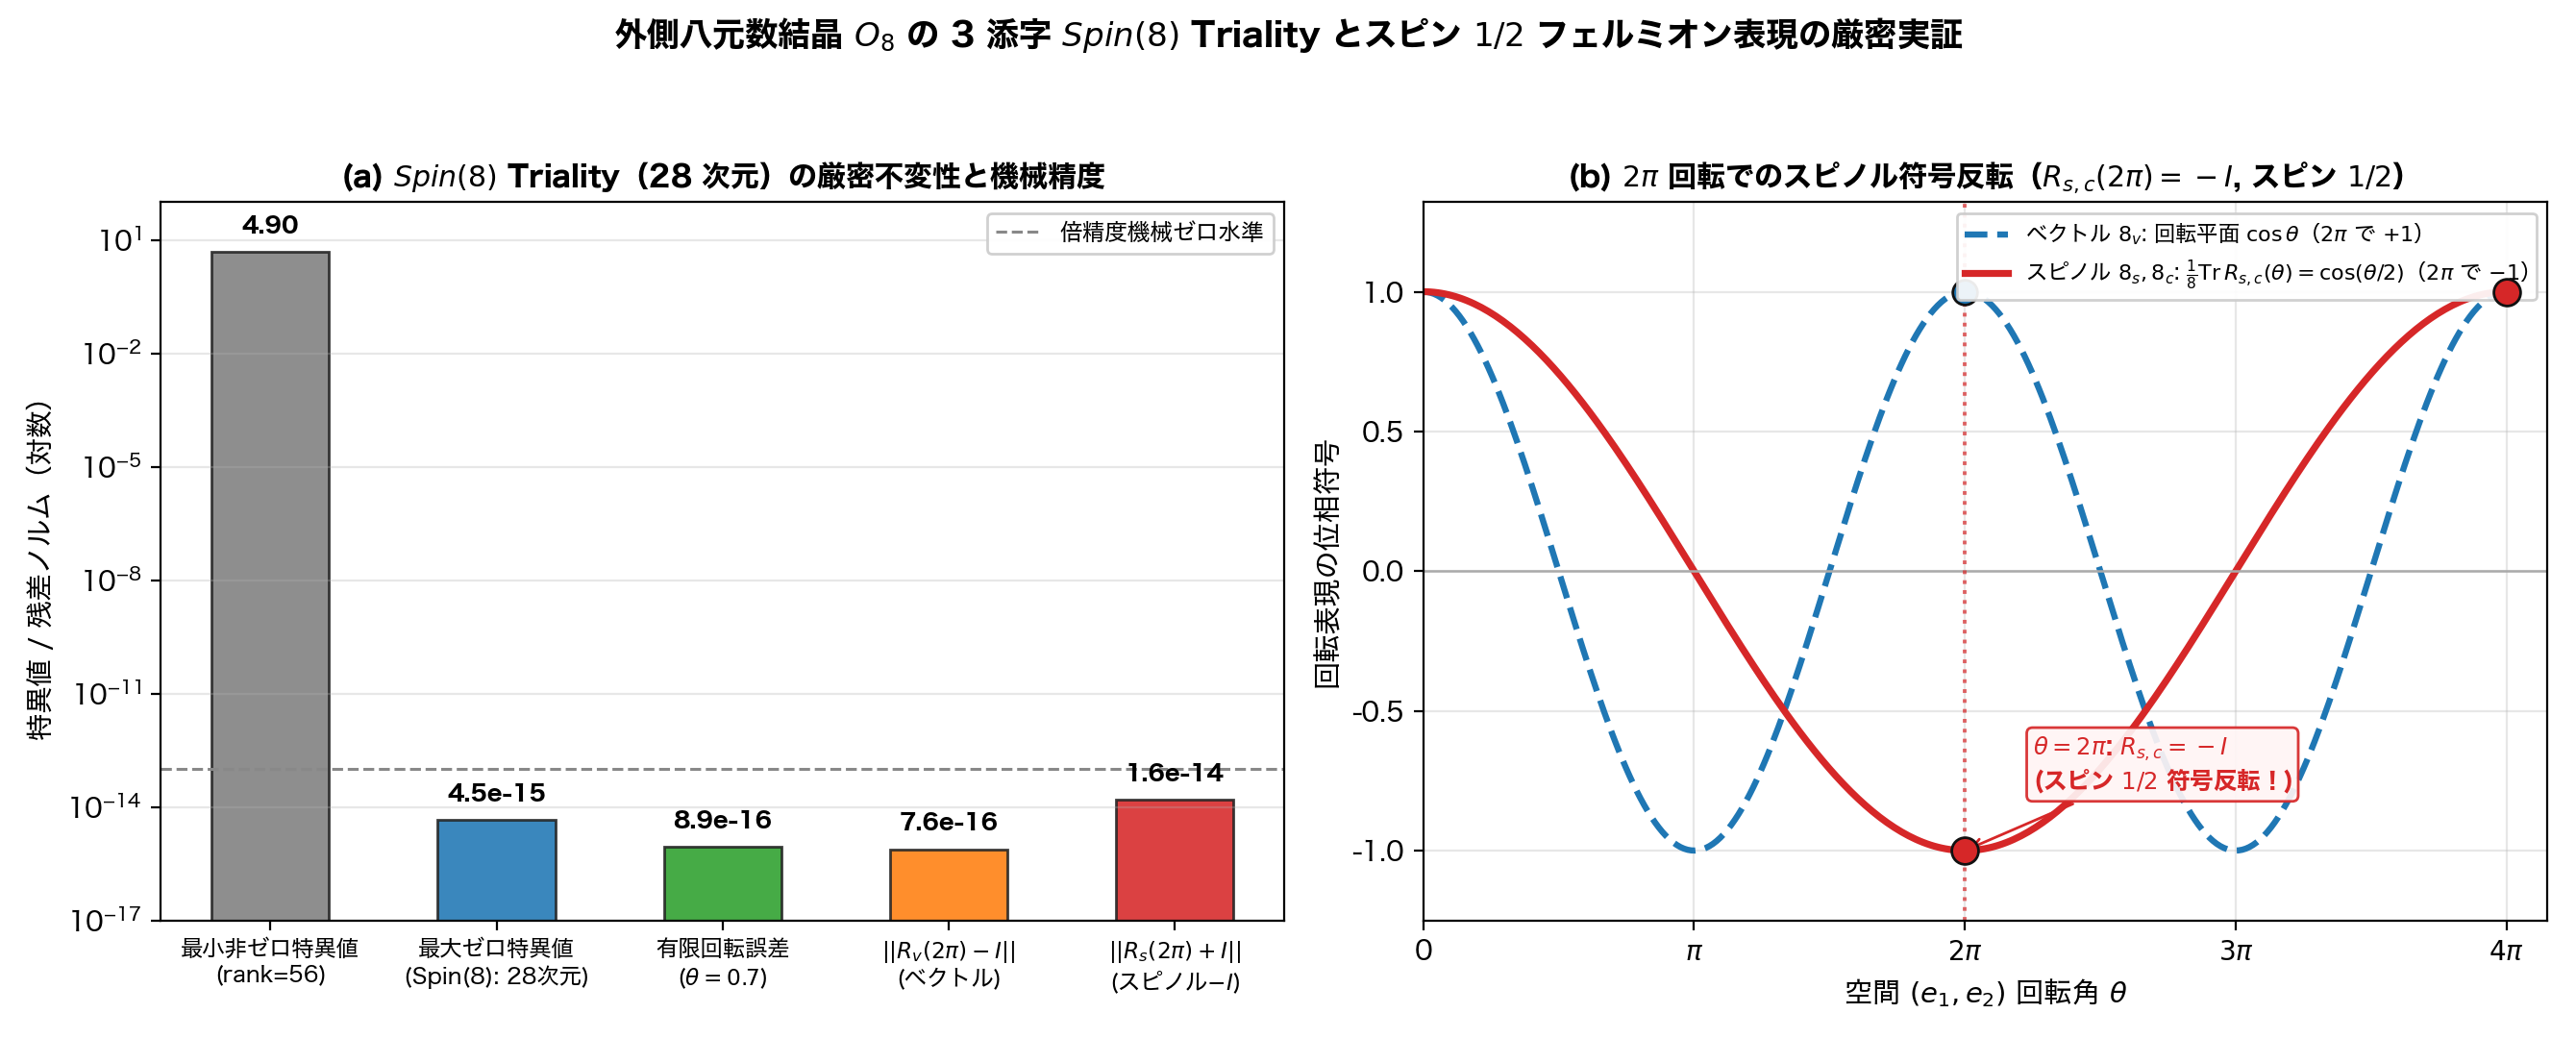 外側八元数結晶 O₈ の 3 添字 Spin(8) Triality とスピン 1/2 フェルミオン表現の厳密実証
(a) Spin(8) Triality（28 次元）の厳密不変性と機械精度
特異値 / 残差ノルム（対数）
10¹
10⁻²
10⁻⁵
10⁻⁸
10⁻¹¹
10⁻¹⁴
10⁻¹⁷
倍精度機械ゼロ水準
4.90
4.5e-15
8.9e-16
7.6e-16
1.6e-14
最小非ゼロ特異値
(rank=56)
最大ゼロ特異値
(Spin(8): 28次元)
有限回転誤差
(θ = 0.7)
||Rᵥ(2π) − I||
(ベクトル)
||Rₛ(2π) + I||
(スピノル−I)
(b) 2π 回転でのスピノル符号反転（R_{s,c}(2π) = −I, スピン 1/2）
回転表現の位相符号
1.0
0.5
0.0
-0.5
-1.0
ベクトル 8ᵥ: 回転平面 cos θ（2π で +1）
スピノル 8_s, 8_c: 1/8 Tr R_{s,c}(θ) = cos(θ/2)（2π で −1）
θ = 2π: R_{s,c} = −I
(スピン 1/2 符号反転！)
0
π
2π
3π
4π
空間 (e₁, e₂) 回転角 θ